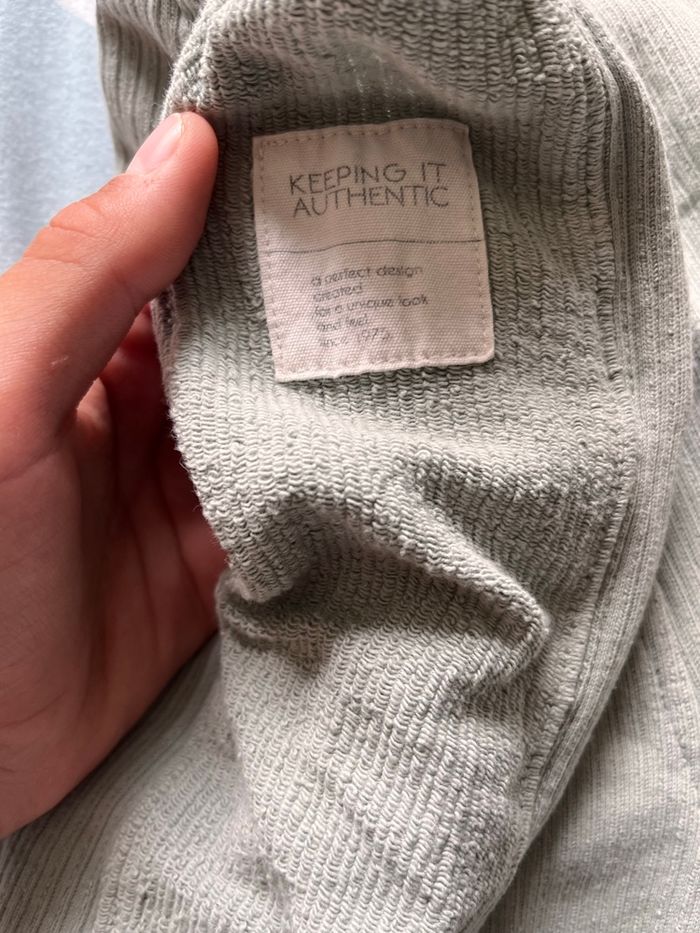 KEEPING IT
AUTHENTIC
a perfect design
created
for a unique look
and feel
since 1975